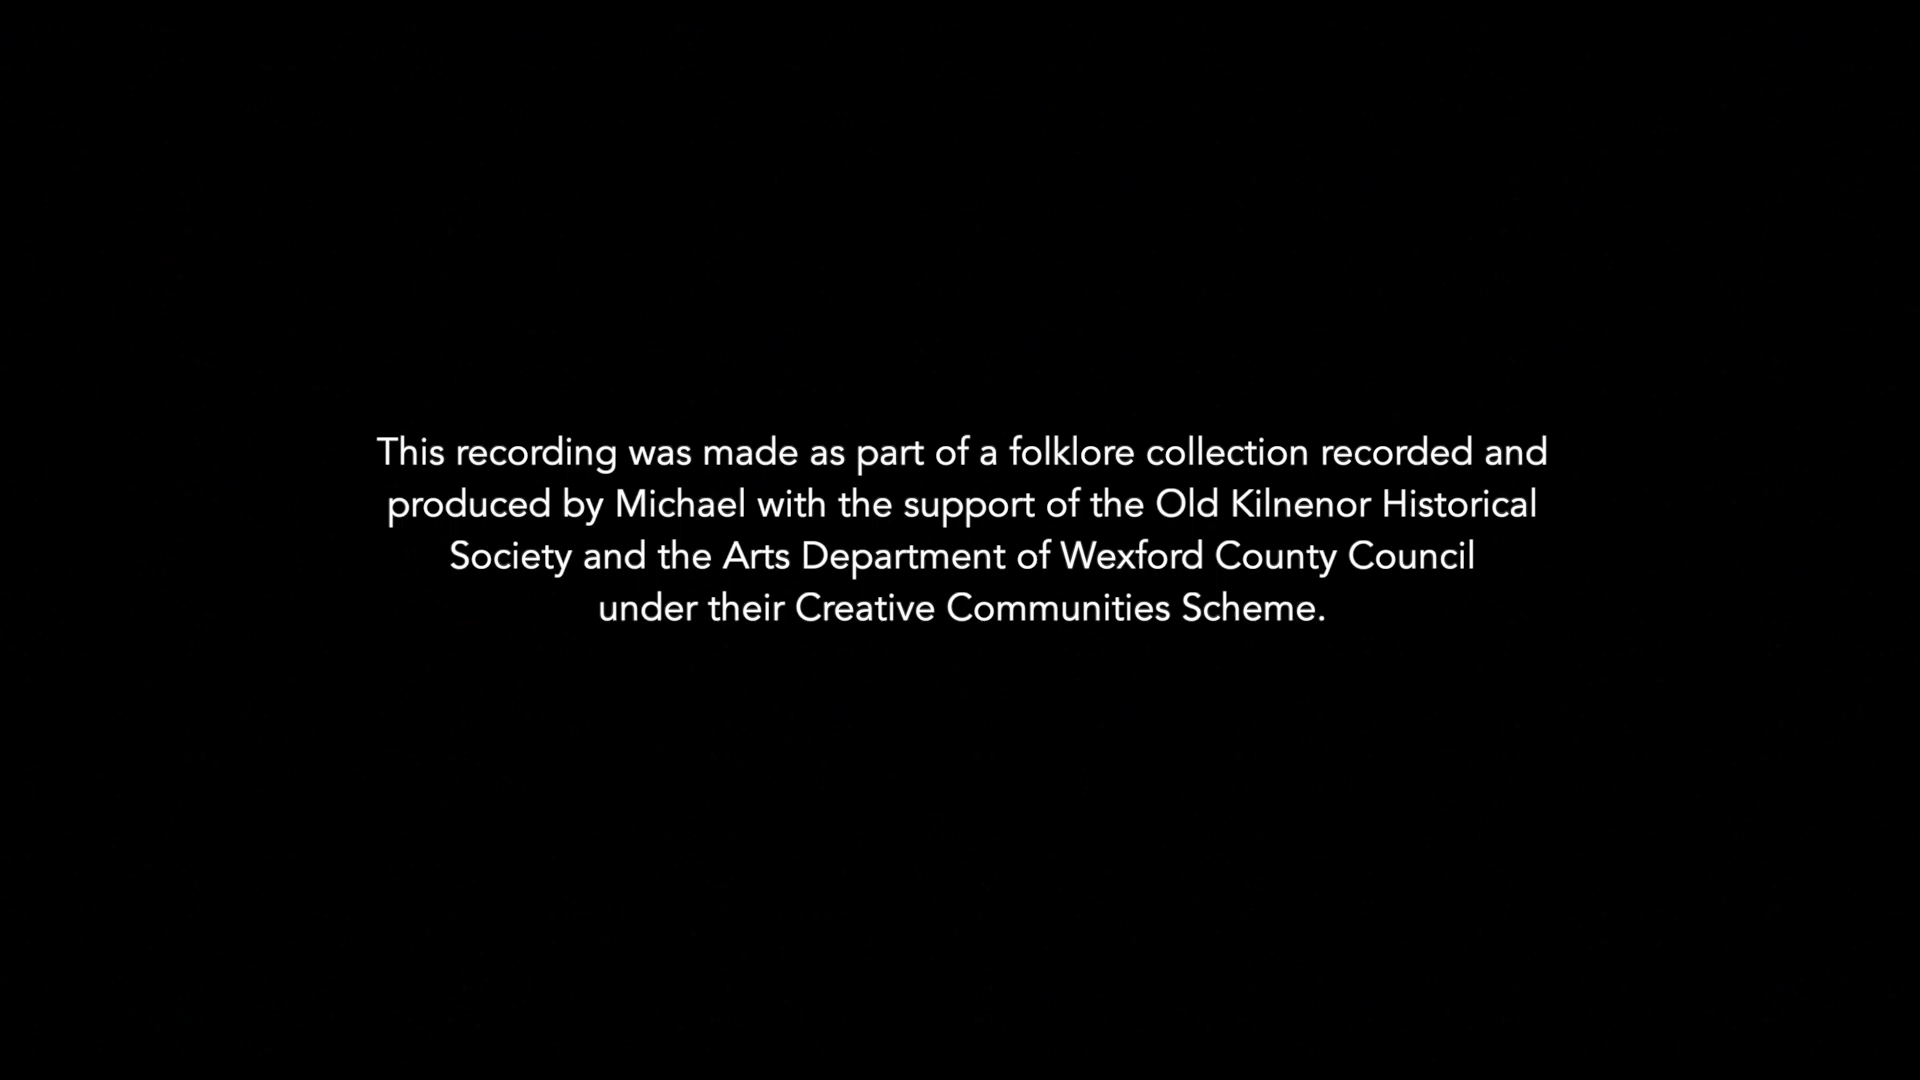 This recording was made as part of a folklore collection recorded and
produced by Michael with the support of the Old Kilnenor Historical
Society and the Arts Department of Wexford County Council
under their Creative Communities Scheme.